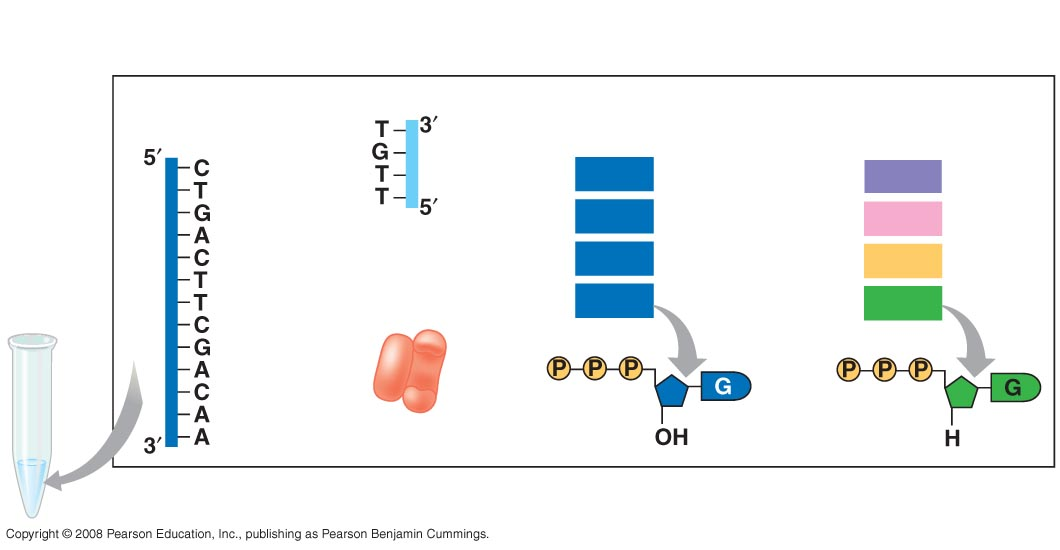 5′
C
T
G
A
C
T
T
C
G
A
C
A
A
3′
T
G
T
T
3′
5′
P P P
G
OH
P P P
G
H
Copyright © 2008 Pearson Education, Inc., publishing as Pearson Benjamin Cummings.